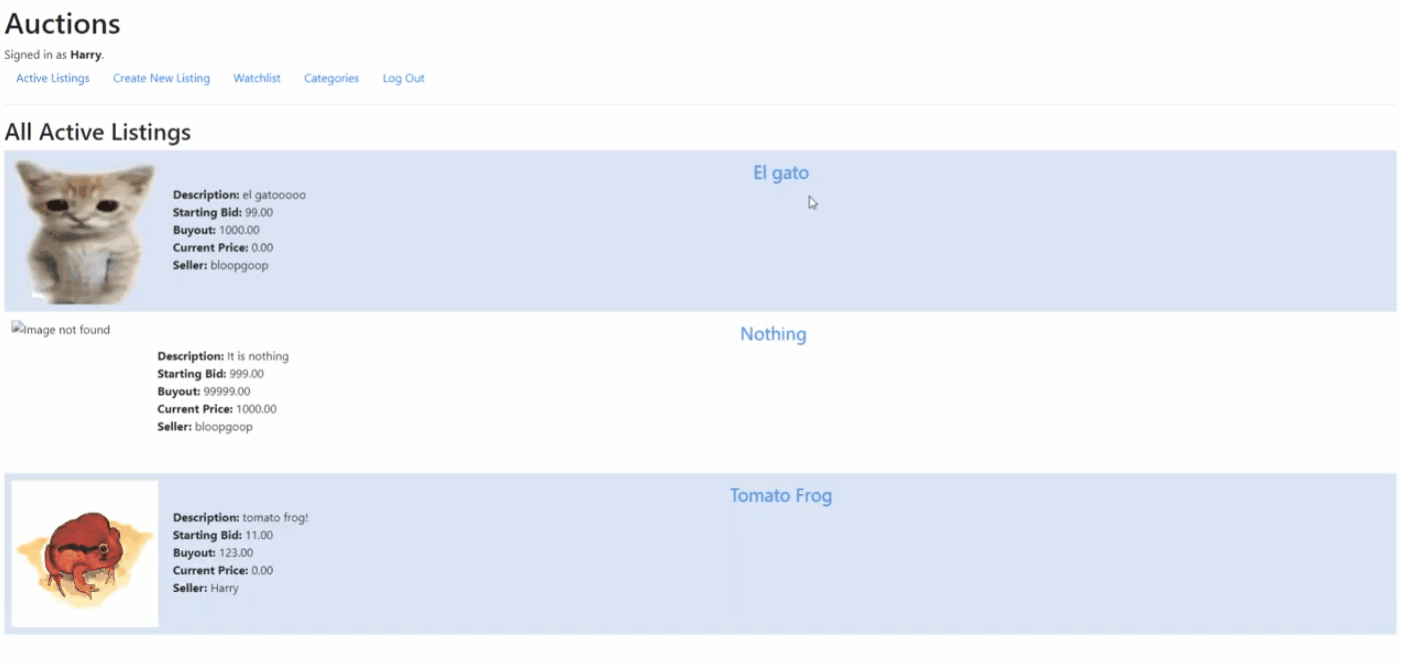 Auctions
Signed in as Harry.
Active Listings Create New Listing Watchlist Categories Log Out
All Active Listings
El gato
Description: el gatooooo
Starting Bid: 99.00
Buyout: 1000.00
Current Price: 0.00
Seller: bloopgoop
Image not found
Nothing
Description: It is nothing
Starting Bid: 999.00
Buyout: 99999.00
Current Price: 1000.00
Seller: bloopgoop
Tomato Frog
Description: tomato frog!
Starting Bid: 11.00
Buyout: 123.00
Current Price: 0.00
Seller: Harry